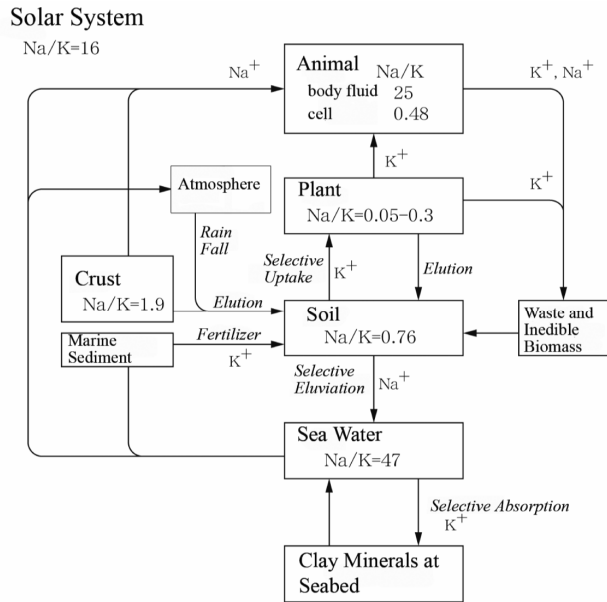 Solar System
Na/K=16
Na⁺
Animal
Na/K
body fluid 25
cell 0.48
K⁺, Na⁺
K⁺
Atmosphere
Plant
Na/K=0.05-0.3
K⁺
Rain
Fall
Selective
Uptake
K⁺
Elution
Crust
Na/K=1.9
Elution
Soil
Na/K=0.76
Waste and
Inedible
Biomass
Marine
Sediment
Fertilizer
K⁺
Selective
Eluviation
Na⁺
Sea Water
Na/K=47
Selective Absorption
K⁺
Clay Minerals at
Seabed